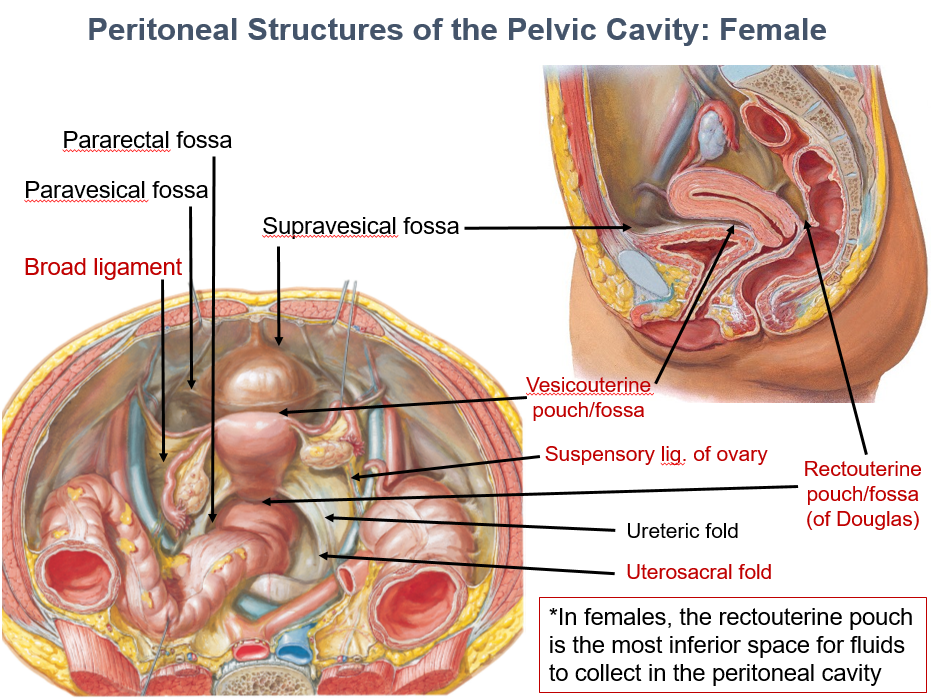 Peritoneal Structures of the Pelvic Cavity: Female
Pararectal fossa
Paravesical fossa
Supravesical fossa
Broad ligament
Vesicouterine
pouch/fossa
Suspensory lig. of ovary
Rectouterine
pouch/fossa
(of Douglas)
Ureteric fold
Uterosacral fold
*In females, the rectouterine pouch
is the most inferior space for fluids
to collect in the peritoneal cavity